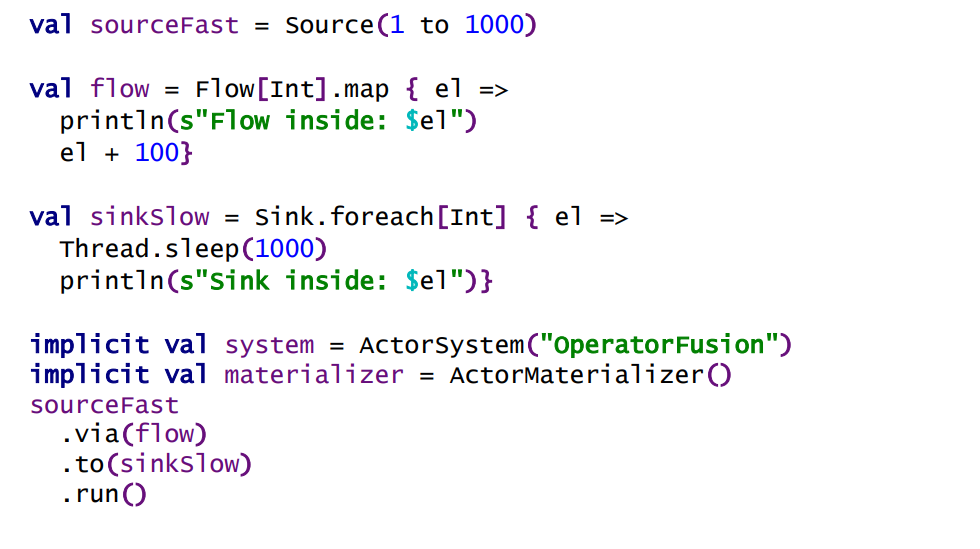 val sourceFast = Source(1 to 1000)
val flow = Flow[Int].map { el =>
  println(s"Flow inside: $el")
  el + 100}
val sinkSlow = Sink.foreach[Int] { el =>
  Thread.sleep(1000)
  println(s"Sink inside: $el")}
implicit val system = ActorSystem("OperatorFusion")
implicit val materializer = ActorMaterializer()
sourceFast
  .via(flow)
  .to(sinkSlow)
  .run()